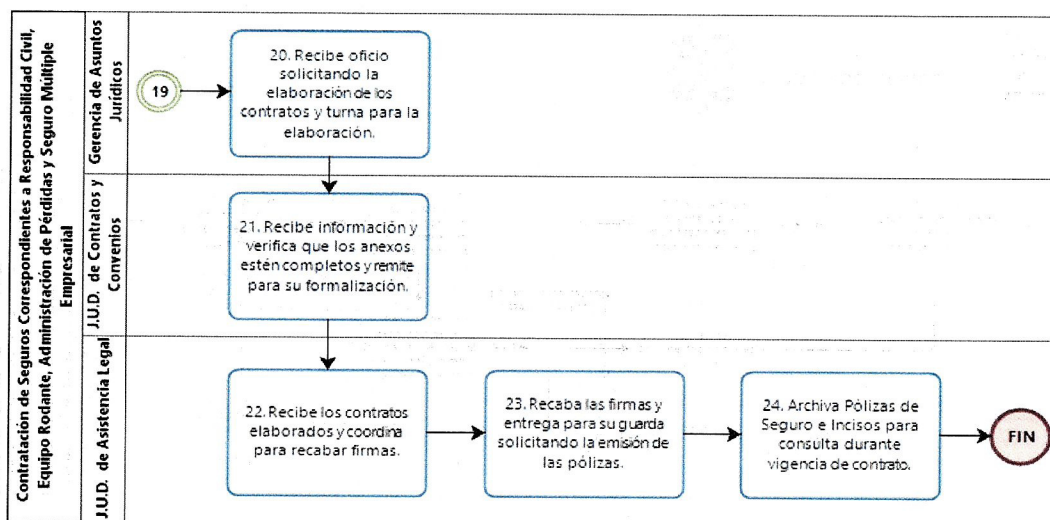 Contratación de Seguros Correspondientes a Responsabilidad Civil,
Equipo Rodante, Administración de Pérdidas y Seguro Múltiple
Empresarial
Gerencia de Asuntos
Jurídicos
19
20. Recibe oficio
solicitando la
elaboración de los
contratos y turna para la
elaboración.
J.U.D. de Contratos y
Convenios
21. Recibe información y
verifica que los anexos
estén completos y remite
para su formalización.
J.U.D. de Asistencia Legal
22. Recibe los contratos
elaborados y coordina
para recabar firmas.
23. Recaba las firmas y
entrega para su guarda
solicitando la emisión de
las pólizas.
24. Archiva Pólizas de
Seguro e Incisos para
consulta durante
vigencia de contrato.
FIN